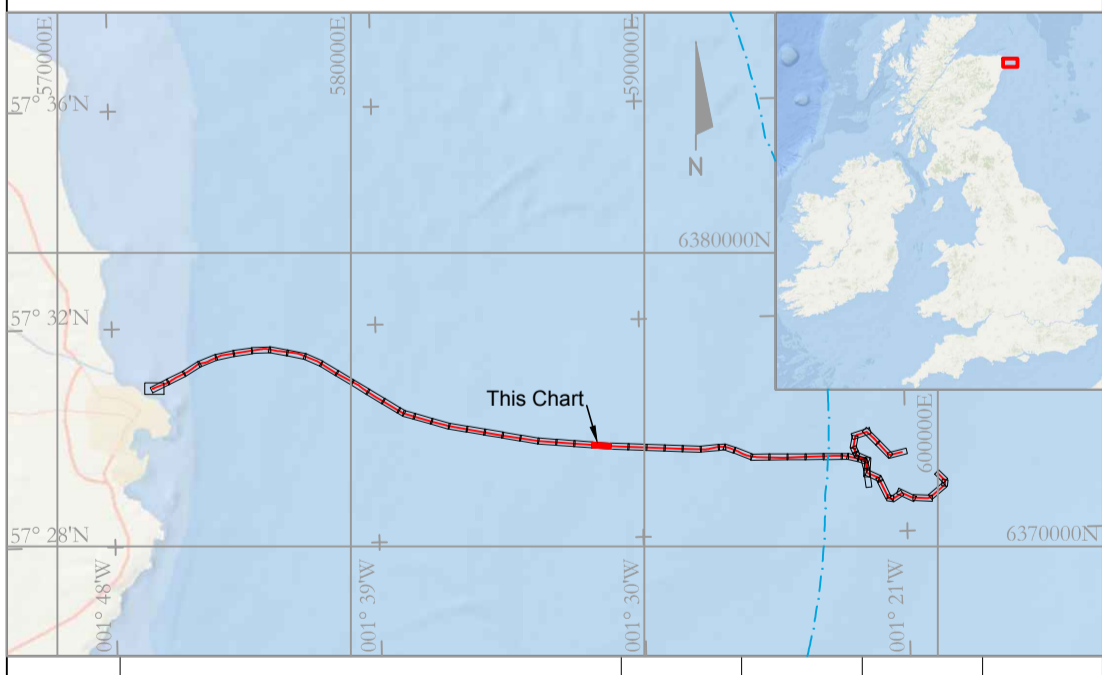 570000E
580000E
590000E
57° 36'N
N
6380000N
57° 32'N
This Chart
600000E
57° 28'N
6370000N
001° 48'W
001° 39'W
001° 30'W
001° 21'W